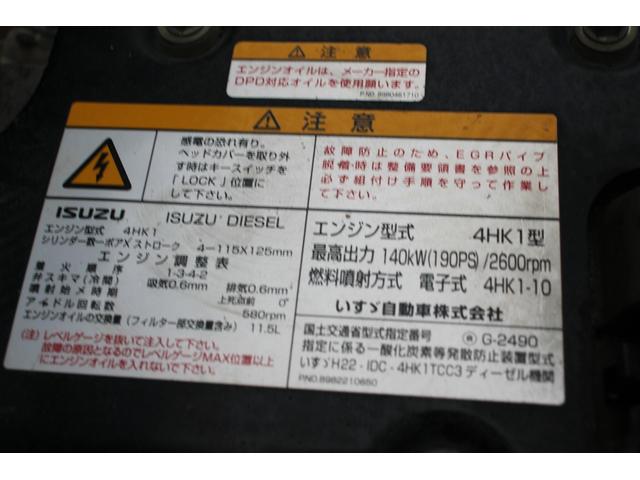 注意
エンジンオイルは、メーカー指定の
DPD対応オイルを使用願います。
P.NO. 8980461710
注意
感電の恐れ有り。
ヘッドカバーを取り外
す時はキースイッチを
「LOCK」位置に
して下さい。
故障防止のため、EGRパイプ
脱着時は整備要領書を参照の上
必ず組付け手順を守って作業し
て下さい。
ISUZU ISUZU DIESEL
エンジン型式 4HK1
シリンダー数-ボアXストローク 4-115X125mm
エンジン調整表
着火順序 1-3-4-2
弁スキマ(冷間) 吸気0.6mm 排気0.6mm
噴射始メ時期 上死点前 0°
アイドル回転数 580rpm
エンジンオイルの交換量(フィルター部交換含み) 11.5L
(注)レベルゲージを抜いて注入して下さい。
故障の原因となるのでレベルゲージMAX位置以上
にエンジンオイルを入れないで下さい。
エンジン型式 4HK1型
最高出力 140kW(190PS)/2600rpm
燃料噴射方式 電子式 4HK1-10
いすゞ自動車株式会社
国土交通省型式指定番号 G-2490
指定に係る一酸化炭素等発散防止装置型式
いすゞH22-IDC-4HK1TCC3ディーゼル機関
P.NO.8982210650